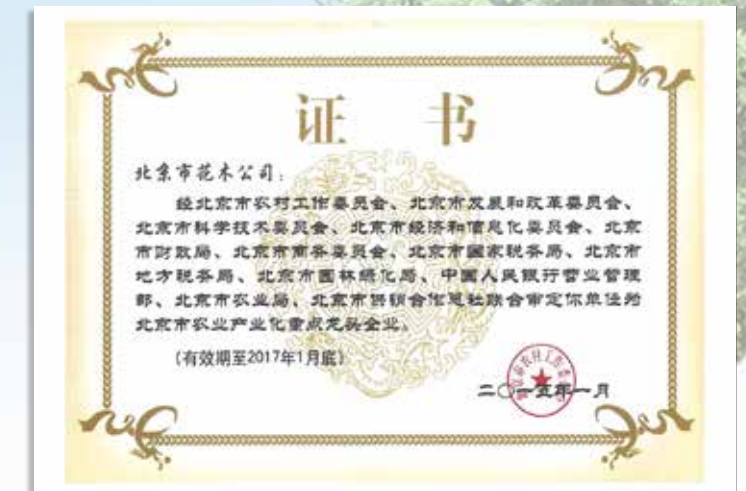 证 书
北京市花木公司：
经北京市农村工作委员会、北京市发展和改革委员会、
北京市科学技术委员会、北京市经济和信息化委员会、北京
市财政局、北京市商务委员会、北京市国家税务局、北京市
地方税务局、北京市园林绿化局、中国人民银行营业管理
部、北京市农业局、北京市供销合作总社联合审定你单位为
北京市农业产业化重点龙头企业。
(有效期至2017年1月底)
二〇一五年一月